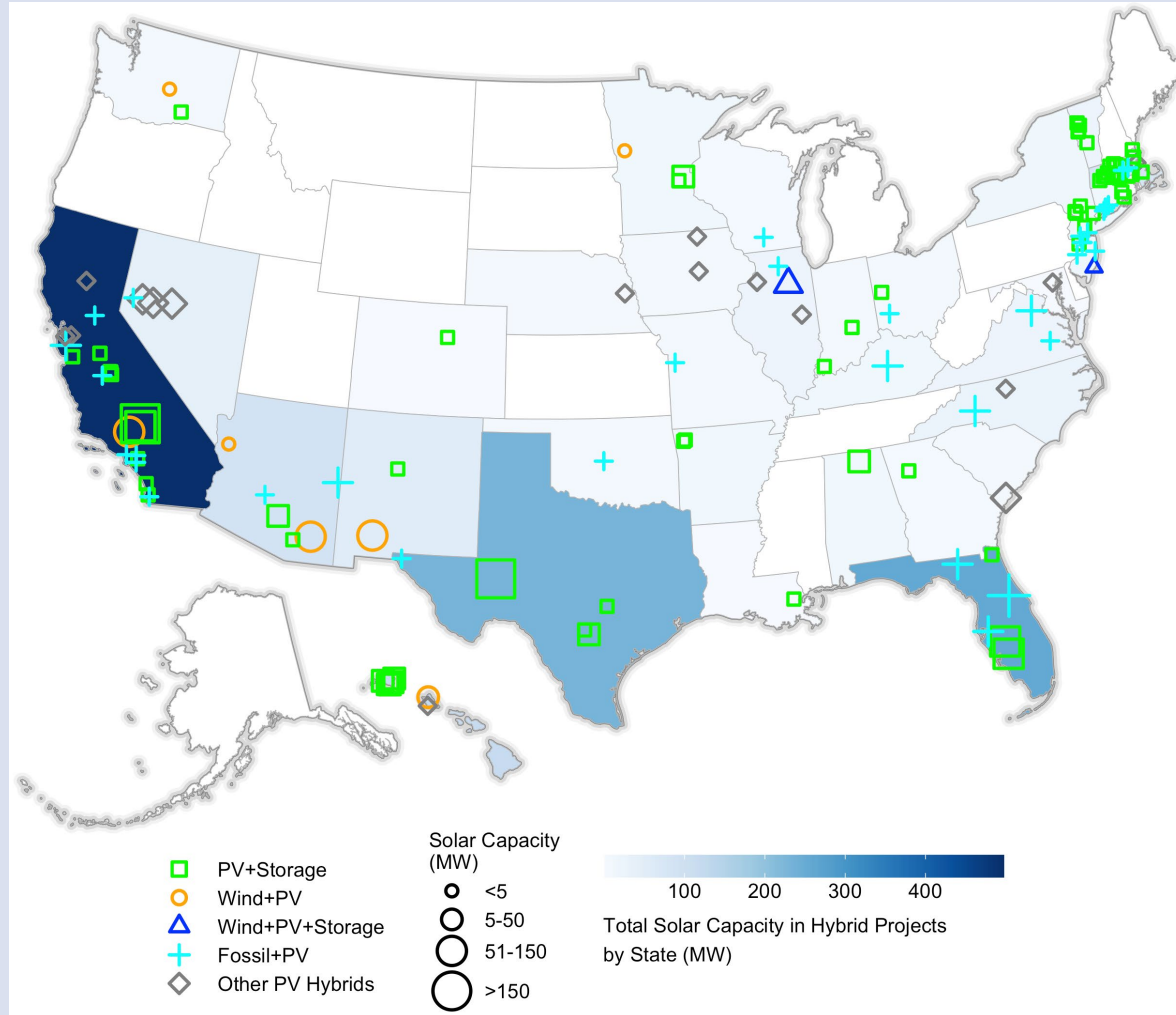 PV+Storage
Wind+PV
Wind+PV+Storage
Fossil+PV
Other PV Hybrids
Solar Capacity
(MW)
<5
5-50
51-150
>150
100 200 300 400
Total Solar Capacity in Hybrid Projects
by State (MW)